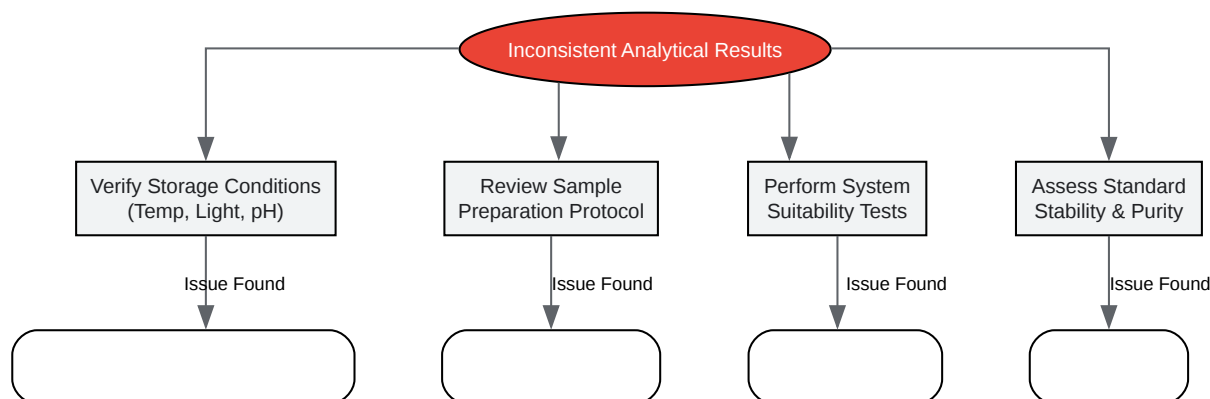 Inconsistent Analytical Results
Verify Storage Conditions
(Temp, Light, pH)
Review Sample
Preparation Protocol
Perform System
Suitability Tests
Assess Standard
Stability & Purity
Issue Found
Issue Found
Issue Found
Issue Found